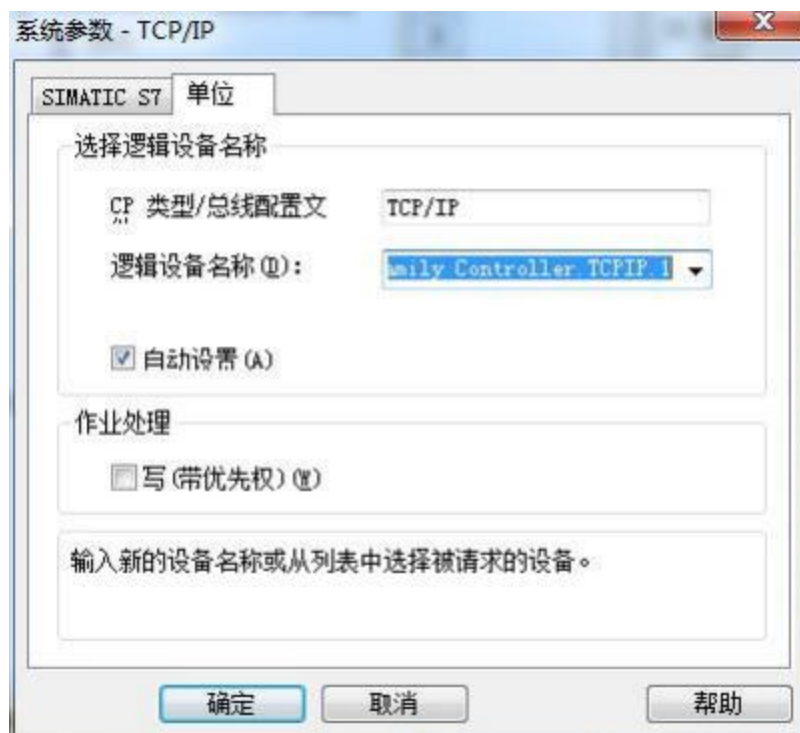 系统参数 - TCP/IP
SIMATIC S7
单位
选择逻辑设备名称
CP 类型/总线配置文
TCP/IP
逻辑设备名称(D):
amily Controller.TCPIP.1
自动设置(A)
作业处理
写(带优先权)(W)
输入新的设备名称或从列表中选择被请求的设备。
确定
取消
帮助